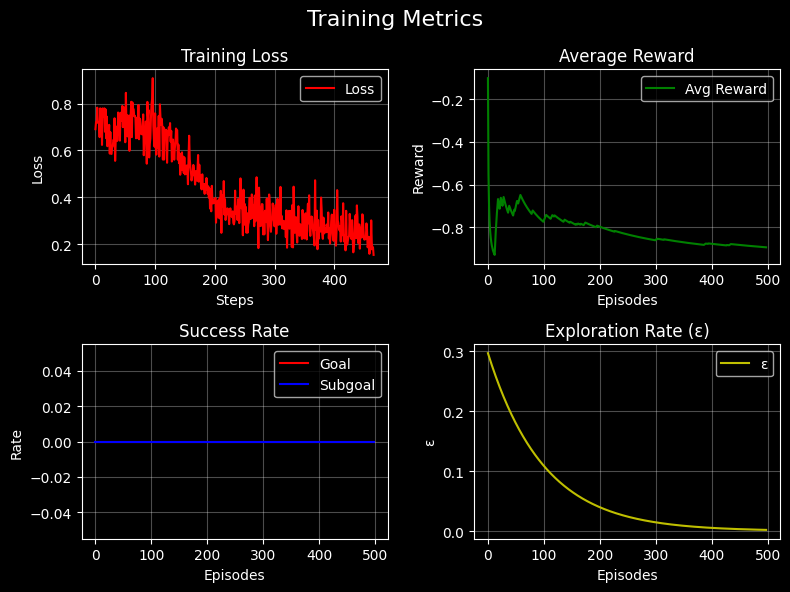 Training Metrics
Training Loss
Loss
0.8
0.6
0.4
0.2
Loss
0
100
200
300
400
Steps
Average Reward
Avg Reward
−0.2
−0.4
−0.6
−0.8
Reward
0
100
200
300
400
500
Episodes
Success Rate
Goal
Subgoal
0.04
0.02
0.00
−0.02
−0.04
Rate
0
100
200
300
400
500
Episodes
Exploration Rate (ε)
ε
0.3
0.2
0.1
0.0
ε
0
100
200
300
400
500
Episodes